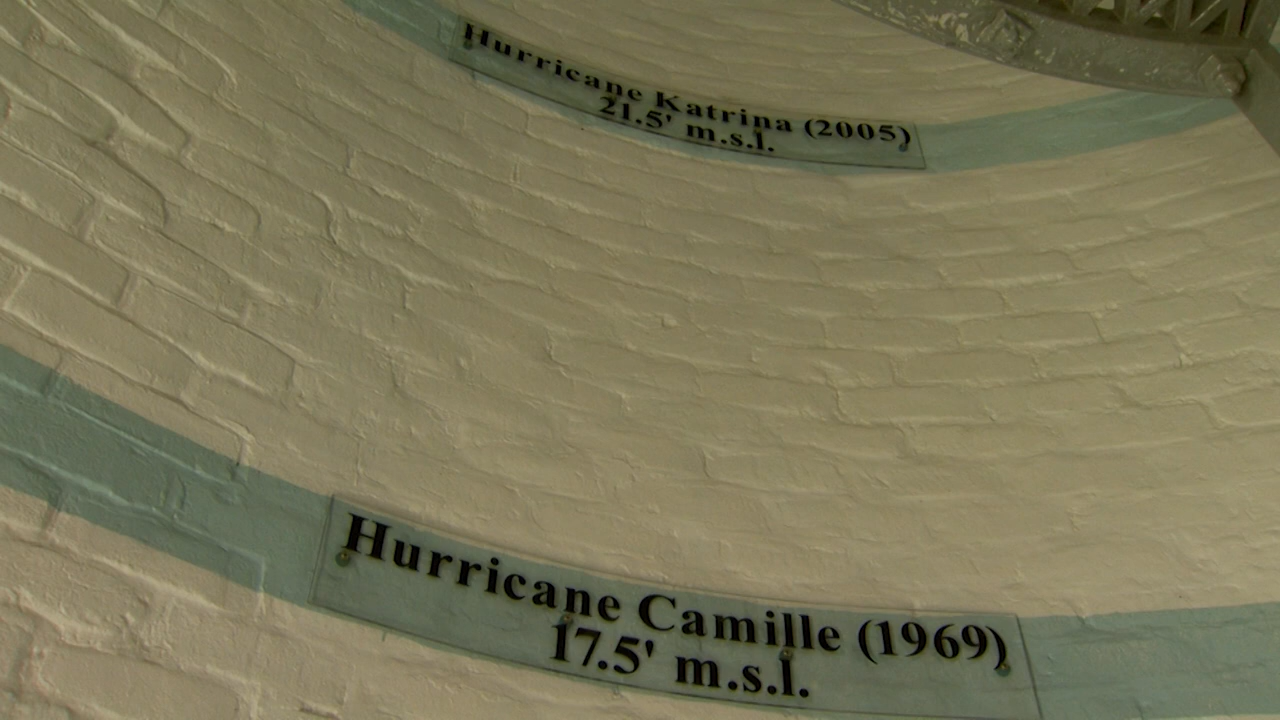 Hurricane Katrina (2005)
21.5' m.s.l.
Hurricane Camille (1969)
17.5' m.s.l.